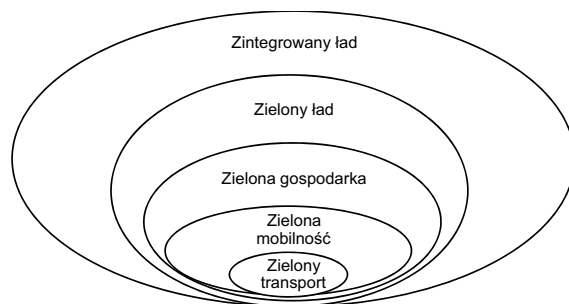 Zintegrowany ład
Zielony ład
Zielona gospodarka
Zielona
mobilność
Zielony
transport